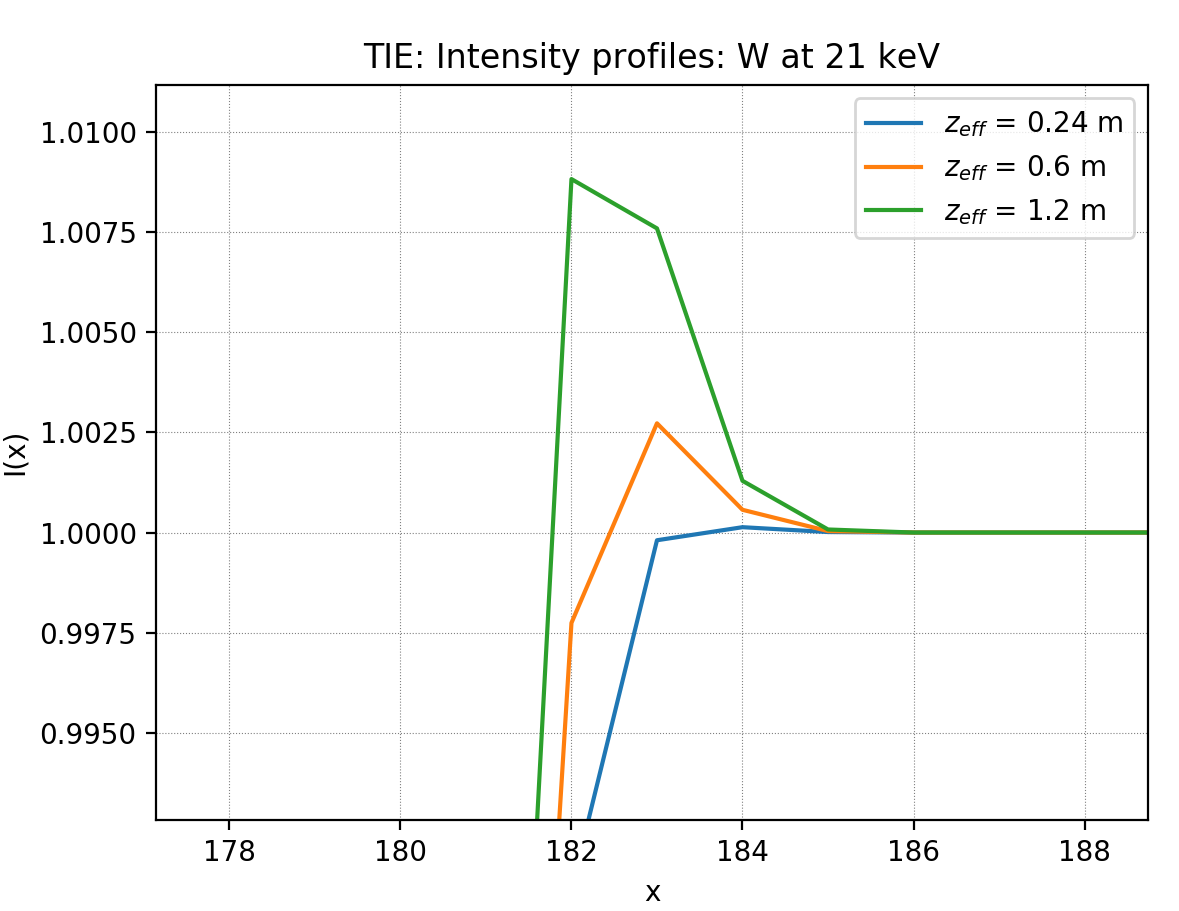 TIE: Intensity profiles: W at 21 keV
z_eff = 0.24 m
z_eff = 0.6 m
z_eff = 1.2 m
I(x)
1.0100
1.0075
1.0050
1.0025
1.0000
0.9975
0.9950
178 180 182 184 186 188
x